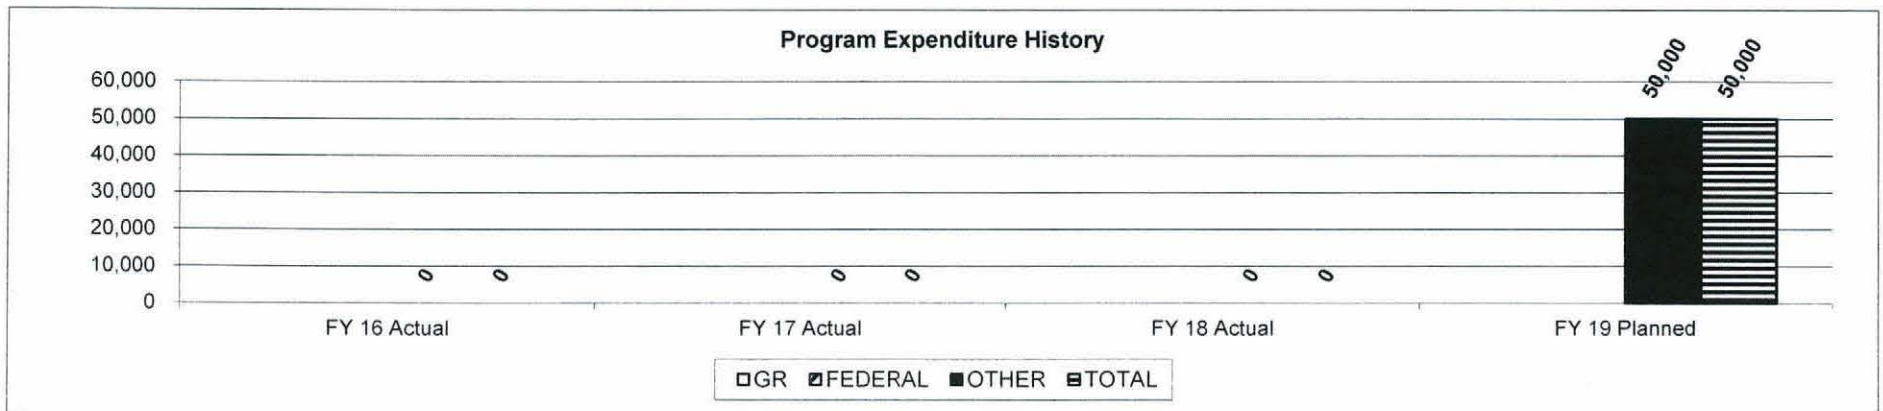 Program Expenditure History
60,000
50,000
40,000
30,000
20,000
10,000
0
50,000 50,000
0 0 0 0 0 0
FY 16 Actual FY 17 Actual FY 18 Actual FY 19 Planned
GR FEDERAL OTHER TOTAL